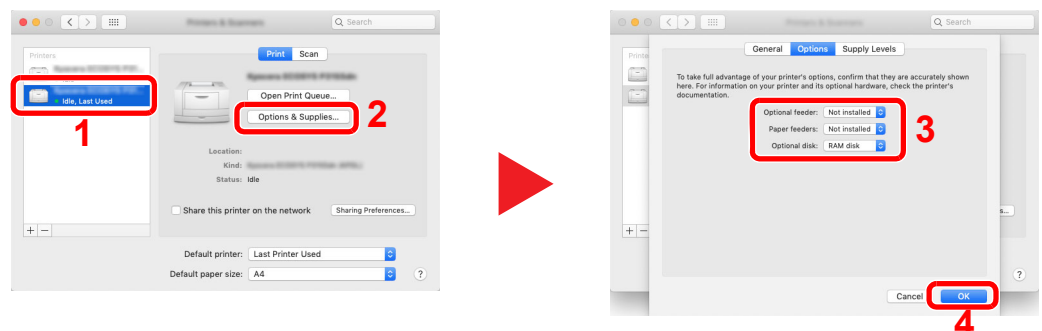 Search
Printers
Print Scan
Idle, Last Used
1
Open Print Queue...
Options & Supplies...
2
Location:
Kind:
Status: Idle
Share this printer on the network Sharing Preferences...
+ −
Default printer: Last Printer Used
Default paper size: A4
?
Search
General Options Supply Levels
To take full advantage of your printer's options, confirm that they are accurately shown
here. For information on your printer and its optional hardware, check the printer's
documentation.
Optional feeder: Not installed
Paper feeders: Not installed
Optional disk: RAM disk
3
+ −
?
Cancel OK
4